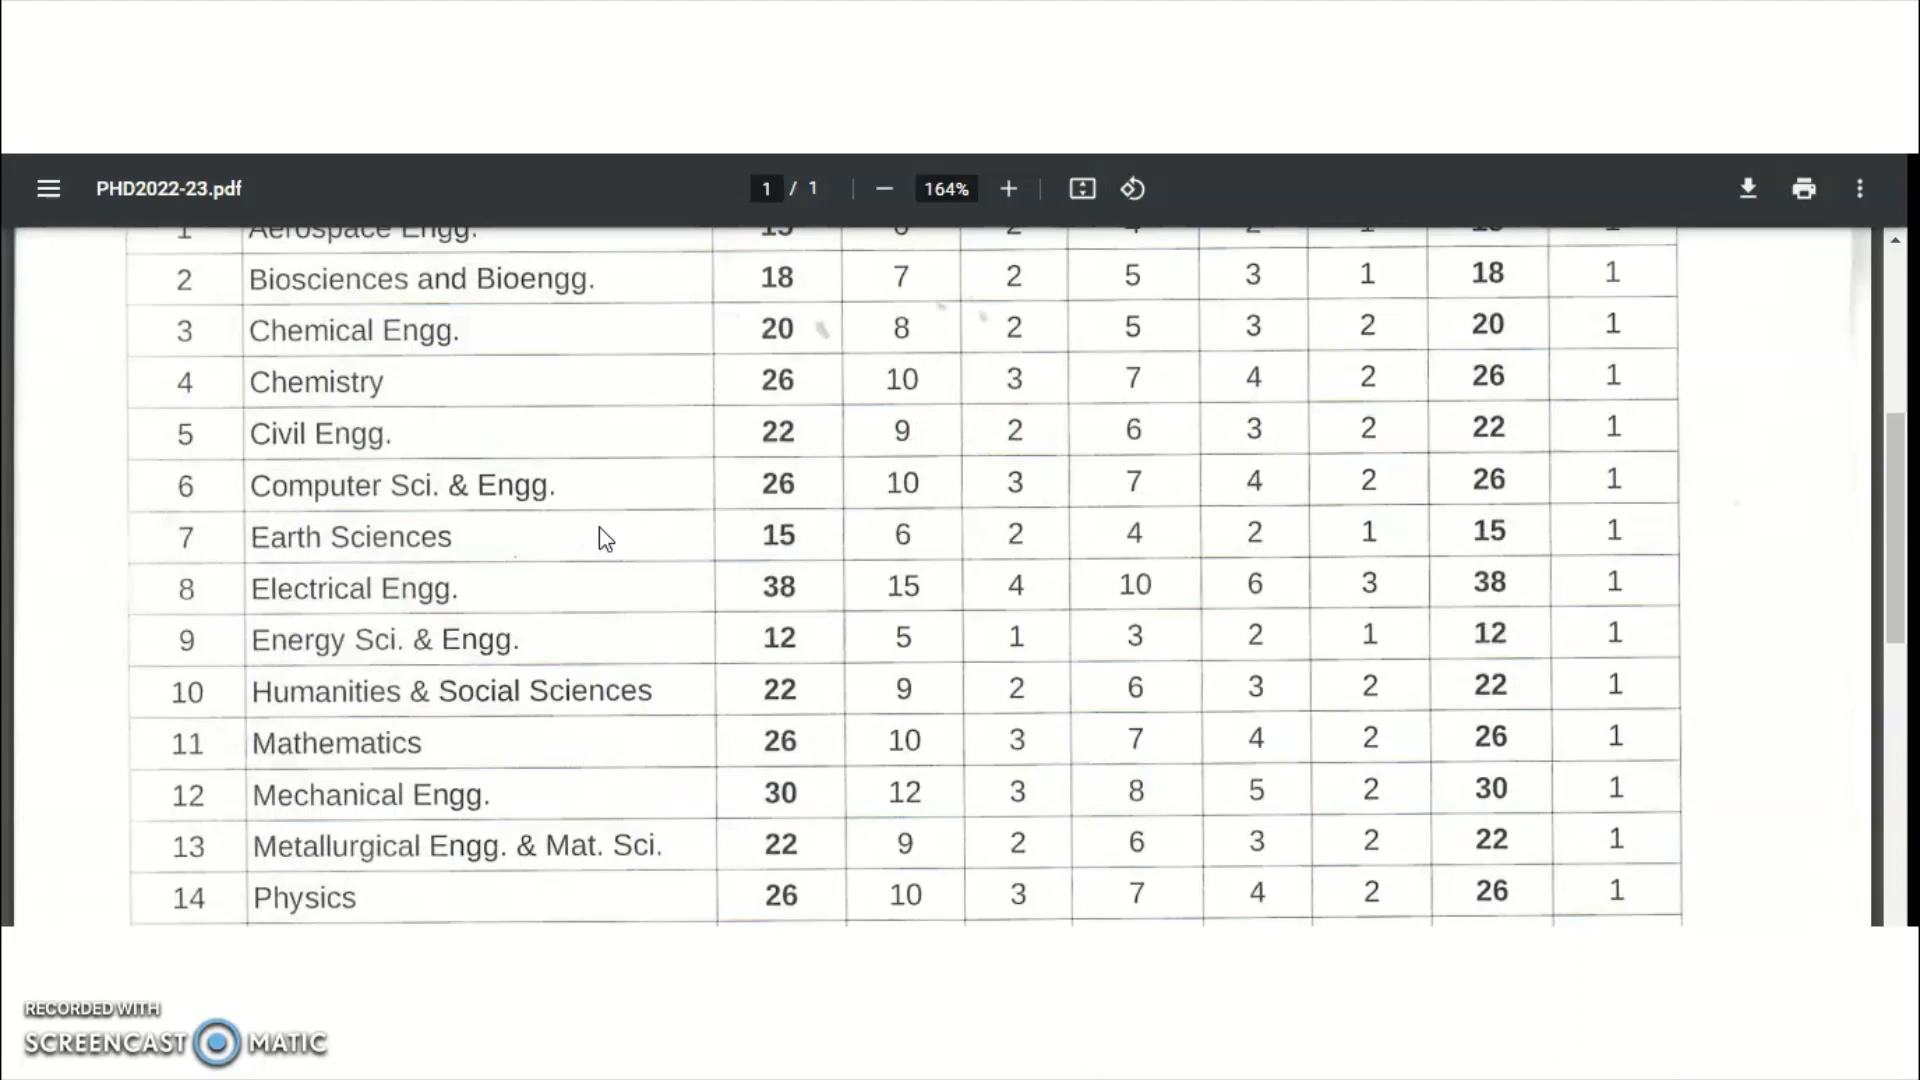 PHD2022-23.pdf 1 / 1 164%
1 Aerospace Engg. 15 6 2 4 2 1 15 1
2 Biosciences and Bioengg. 18 7 2 5 3 1 18 1
3 Chemical Engg. 20 8 2 5 3 2 20 1
4 Chemistry 26 10 3 7 4 2 26 1
5 Civil Engg. 22 9 2 6 3 2 22 1
6 Computer Sci. & Engg. 26 10 3 7 4 2 26 1
7 Earth Sciences 15 6 2 4 2 1 15 1
8 Electrical Engg. 38 15 4 10 6 3 38 1
9 Energy Sci. & Engg. 12 5 1 3 2 1 12 1
10 Humanities & Social Sciences 22 9 2 6 3 2 22 1
11 Mathematics 26 10 3 7 4 2 26 1
12 Mechanical Engg. 30 12 3 8 5 2 30 1
13 Metallurgical Engg. & Mat. Sci. 22 9 2 6 3 2 22 1
14 Physics 26 10 3 7 4 2 26 1
RECORDED WITH
SCREENCAST MATIC